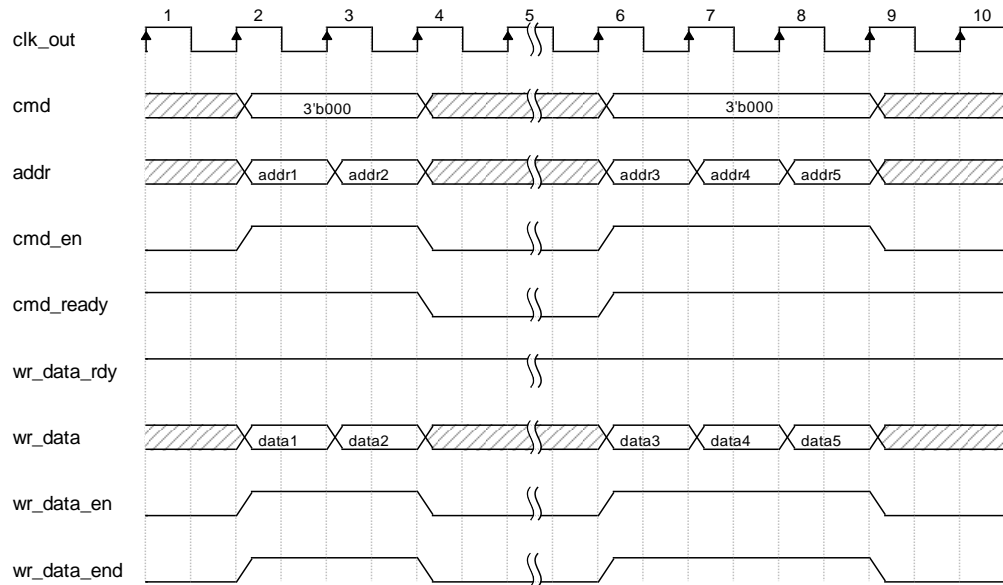 1 2 3 4 5 6 7 8 9 10
clk_out
cmd 3'b000 3'b000
addr addr1 addr2 addr3 addr4 addr5
cmd_en
cmd_ready
wr_data_rdy
wr_data data1 data2 data3 data4 data5
wr_data_en
wr_data_end